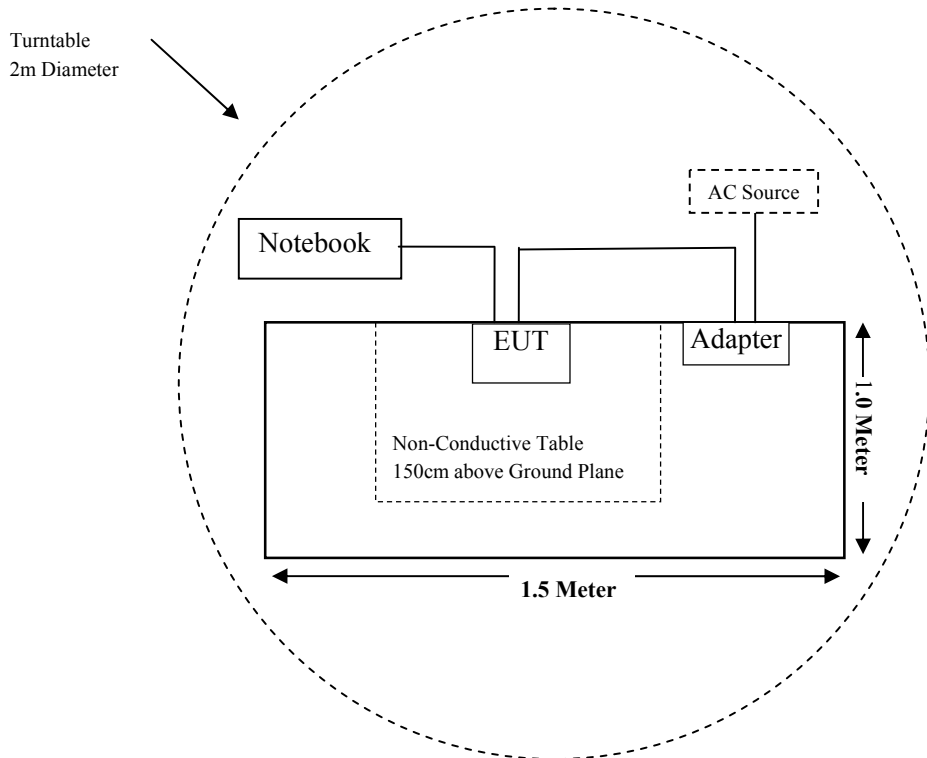 Turntable
2m Diameter
AC Source
Notebook
EUT
Adapter
1.0 Meter
Non-Conductive Table
150cm above Ground Plane
1.5 Meter